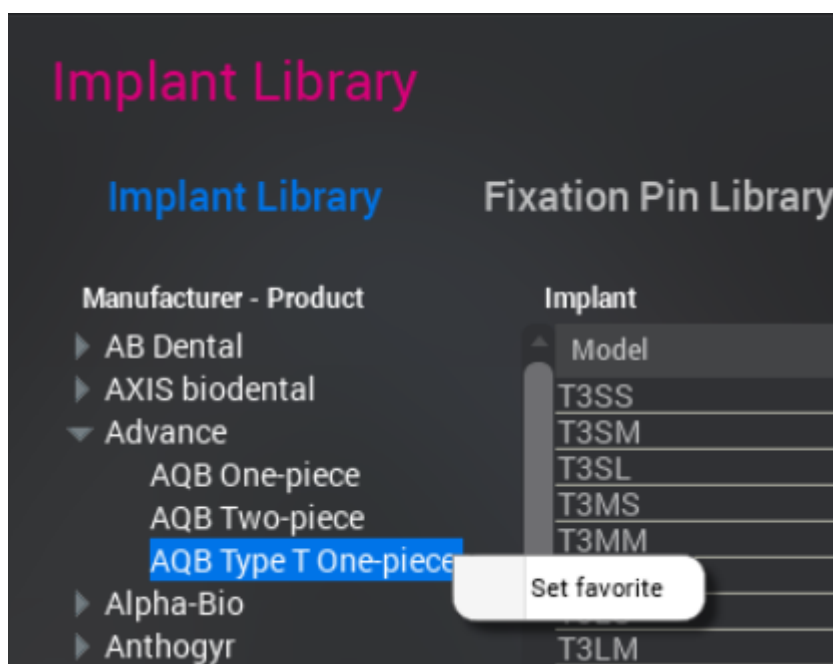 Implant Library
Implant Library
Fixation Pin Library
Manufacturer - Product
AB Dental
AXIS biodental
Advance
AQB One-piece
AQB Two-piece
AQB Type T One-piece
Alpha-Bio
Anthogyr
Implant
Model
T3SS
T3SM
T3SL
T3MS
T3MM
Set favorite
T3LM